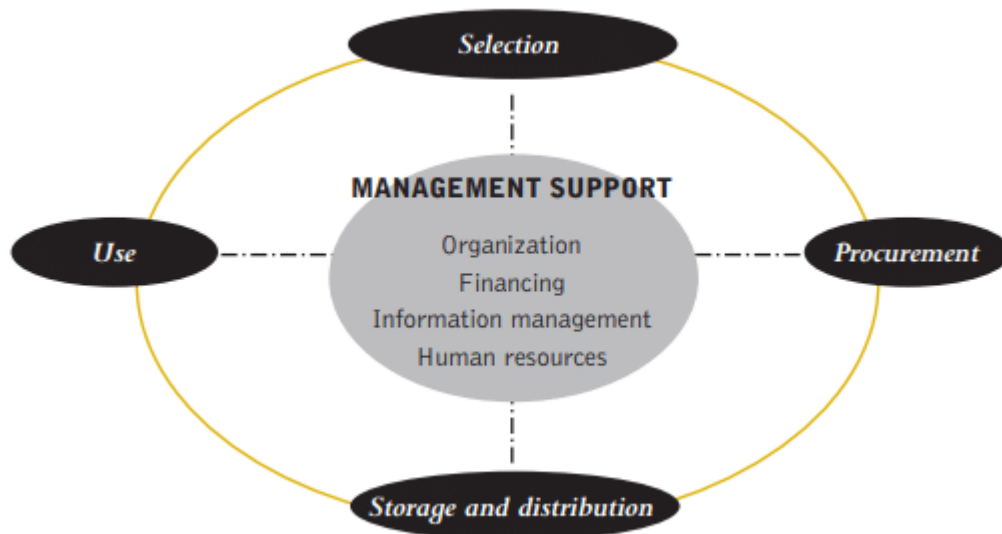 Selection
MANAGEMENT SUPPORT
Organization
Use
Procurement
Financing
Information management
Human resources
Storage and distribution